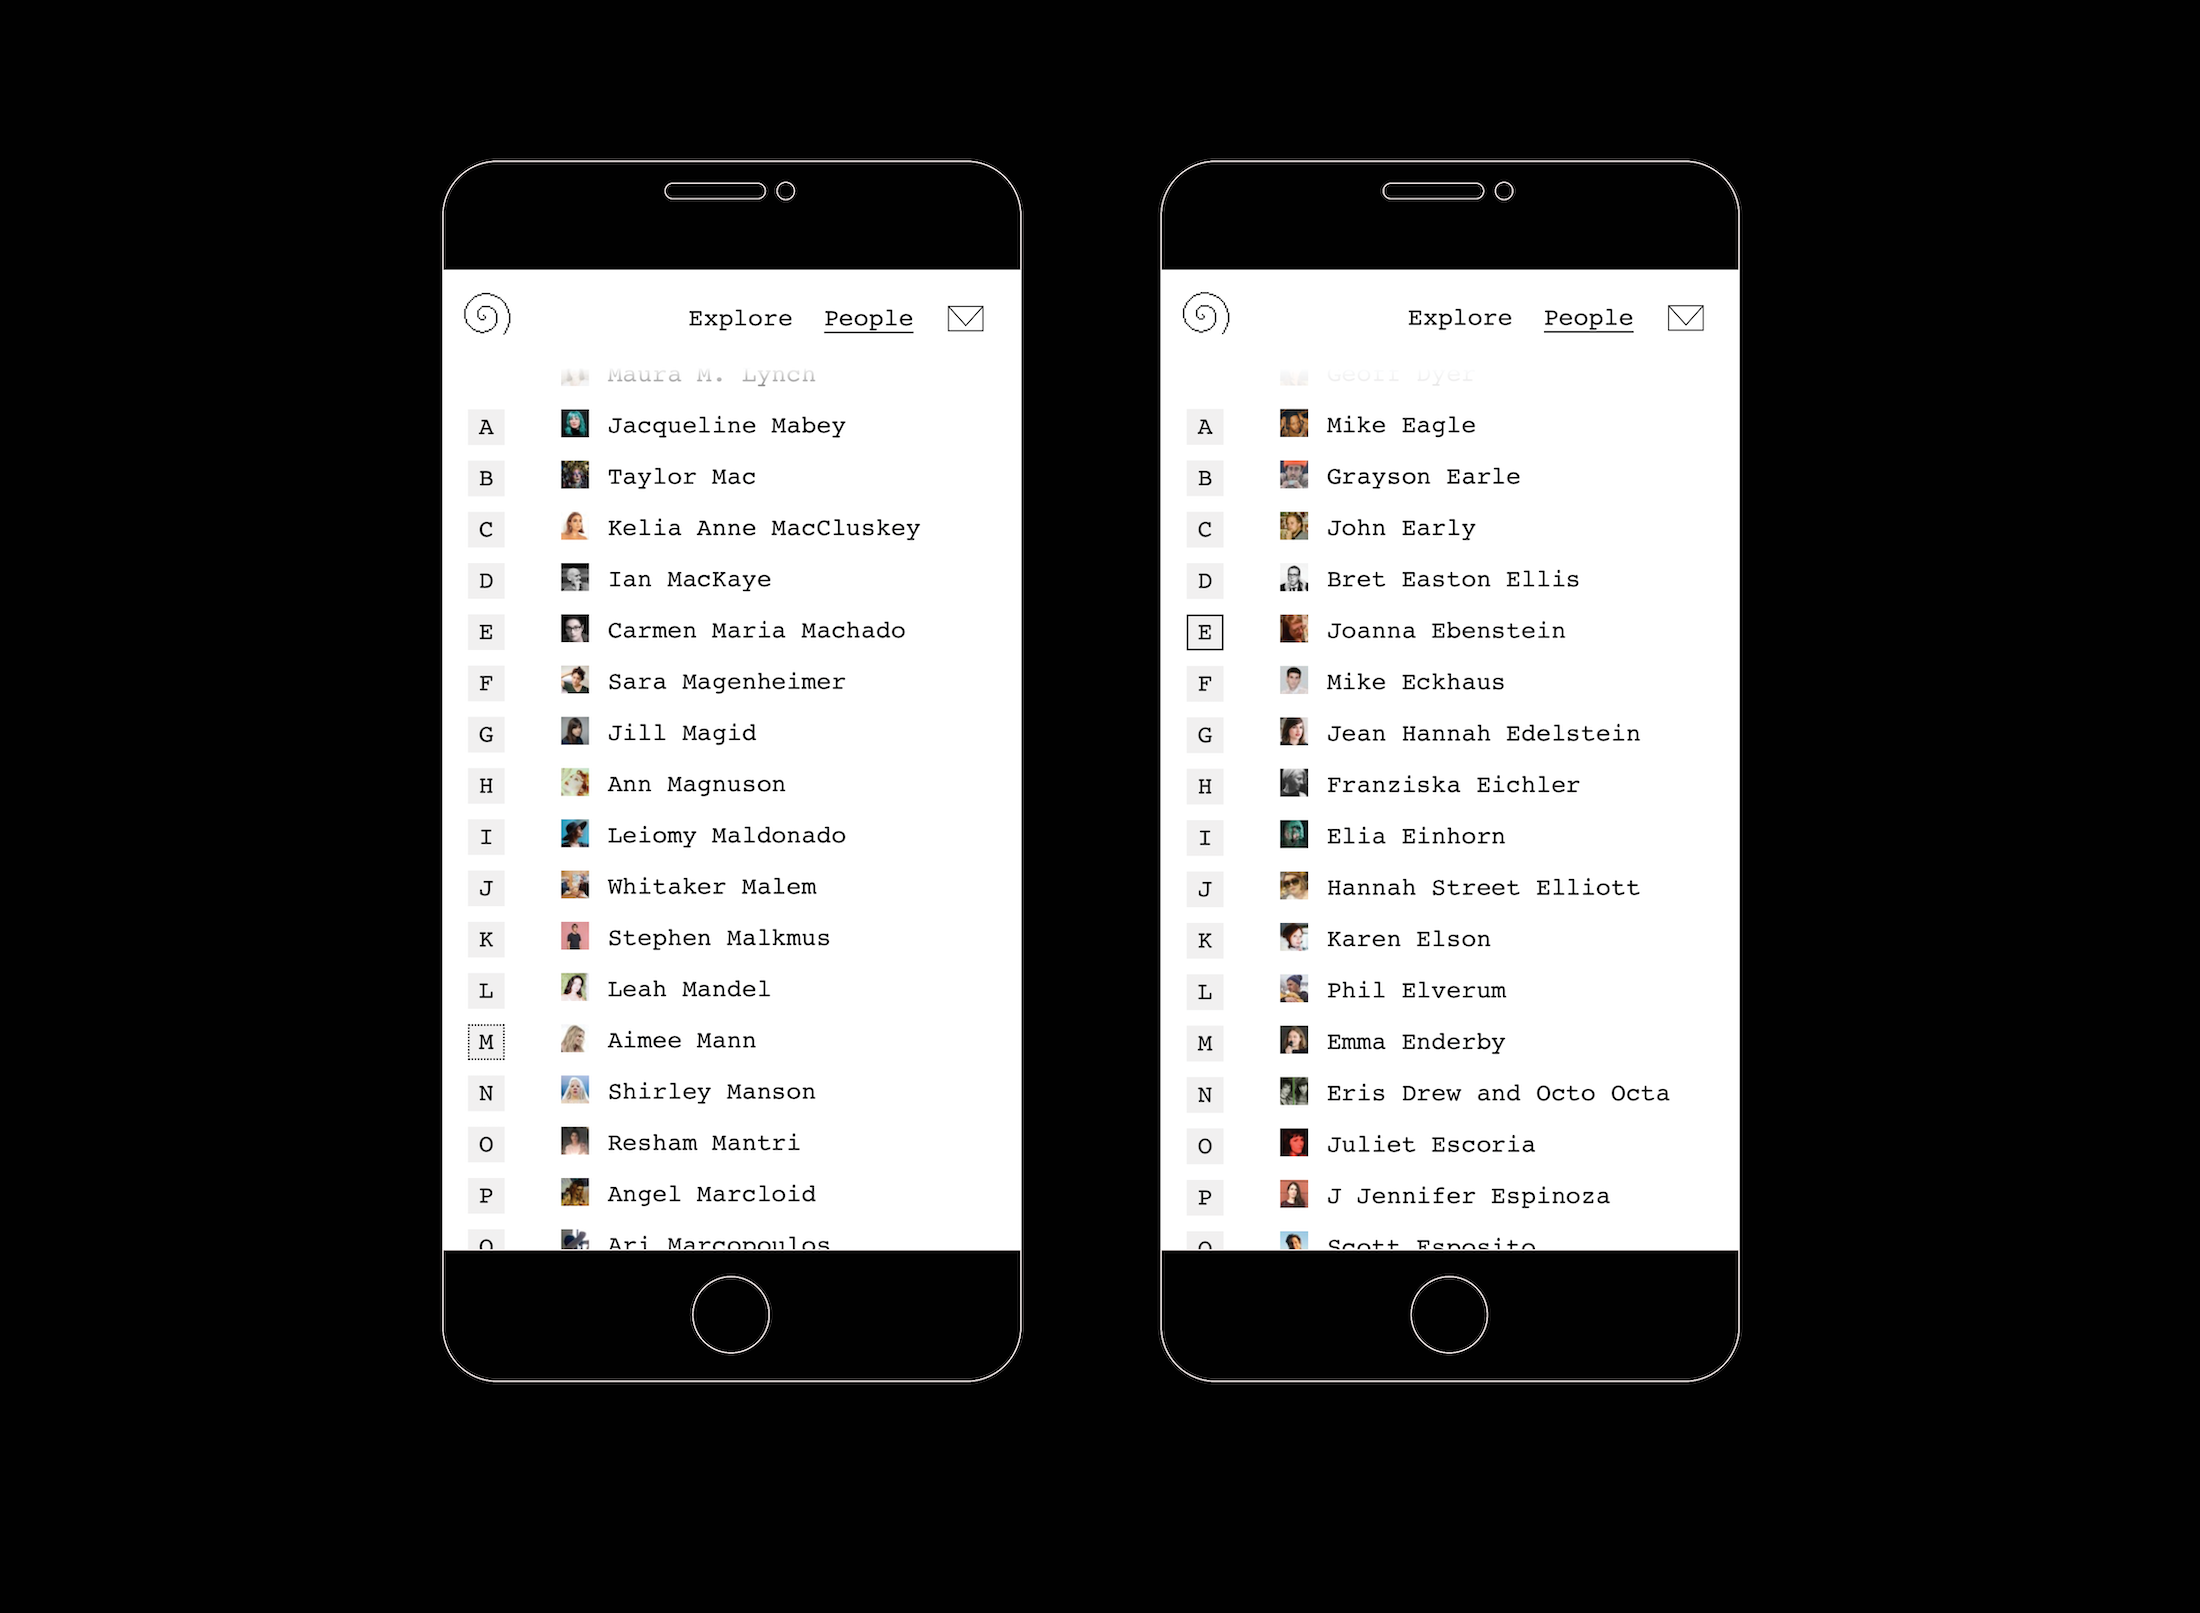 Explore People
Maura M. Lynch
A Jacqueline Mabey
B Taylor Mac
C Kelia Anne MacCluskey
D Ian MacKaye
E Carmen Maria Machado
F Sara Magenheimer
G Jill Magid
H Ann Magnuson
I Leiomy Maldonado
J Whitaker Malem
K Stephen Malkmus
L Leah Mandel
M Aimee Mann
N Shirley Manson
O Resham Mantri
P Angel Marcloid
Q Ari Marcopoulos
Explore People
Geoff Dyer
A Mike Eagle
B Grayson Earle
C John Early
D Bret Easton Ellis
E Joanna Ebenstein
F Mike Eckhaus
G Jean Hannah Edelstein
H Franziska Eichler
I Elia Einhorn
J Hannah Street Elliott
K Karen Elson
L Phil Elverum
M Emma Enderby
N Eris Drew and Octo Octa
O Juliet Escoria
P J Jennifer Espinoza
Q Scott Esposito